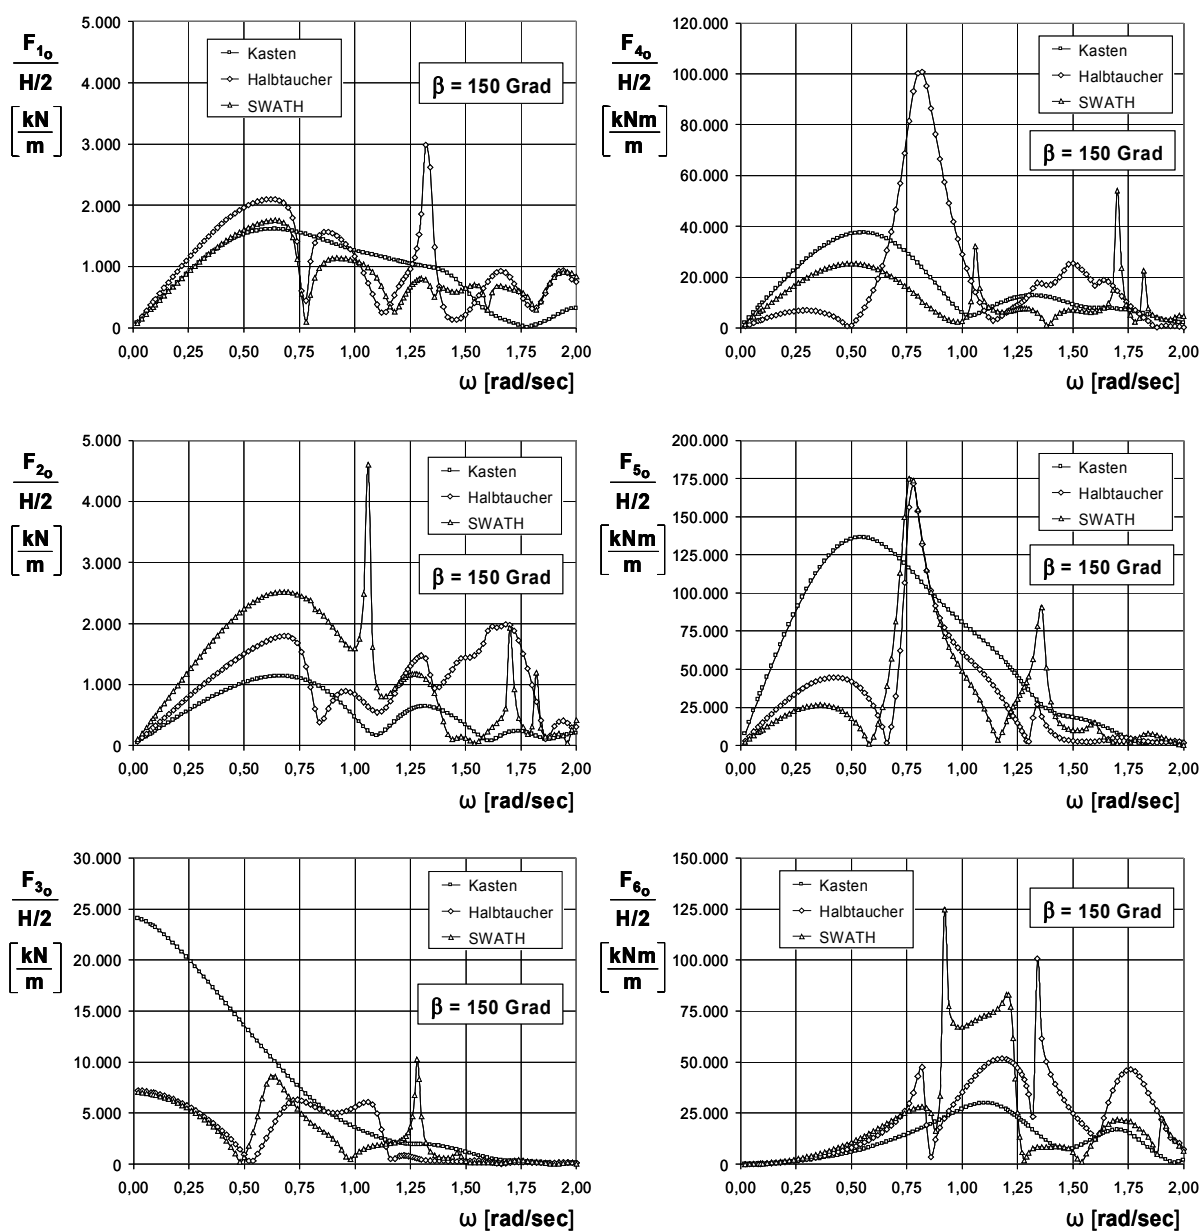 F1o
H/2
[kN
m]
5.000
4.000
3.000
2.000
1.000
0
0,00 0,25 0,50 0,75 1,00 1,25 1,50 1,75 2,00
ω [rad/sec]
Kasten
Halbtaucher
SWATH
β = 150 Grad
F4o
H/2
[kNm
m]
120.000
100.000
80.000
60.000
40.000
20.000
0
0,00 0,25 0,50 0,75 1,00 1,25 1,50 1,75 2,00
ω [rad/sec]
Kasten
Halbtaucher
SWATH
β = 150 Grad
F2o
H/2
[kN
m]
5.000
4.000
3.000
2.000
1.000
0
0,00 0,25 0,50 0,75 1,00 1,25 1,50 1,75 2,00
ω [rad/sec]
Kasten
Halbtaucher
SWATH
β = 150 Grad
F5o
H/2
[kNm
m]
200.000
175.000
150.000
125.000
100.000
75.000
50.000
25.000
0
0,00 0,25 0,50 0,75 1,00 1,25 1,50 1,75 2,00
ω [rad/sec]
Kasten
Halbtaucher
SWATH
β = 150 Grad
F3o
H/2
[kN
m]
30.000
25.000
20.000
15.000
10.000
5.000
0
0,00 0,25 0,50 0,75 1,00 1,25 1,50 1,75 2,00
ω [rad/sec]
Kasten
Halbtaucher
SWATH
β = 150 Grad
F6o
H/2
[kNm
m]
150.000
125.000
100.000
75.000
50.000
25.000
0
0,00 0,25 0,50 0,75 1,00 1,25 1,50 1,75 2,00
ω [rad/sec]
Kasten
Halbtaucher
SWATH
β = 150 Grad